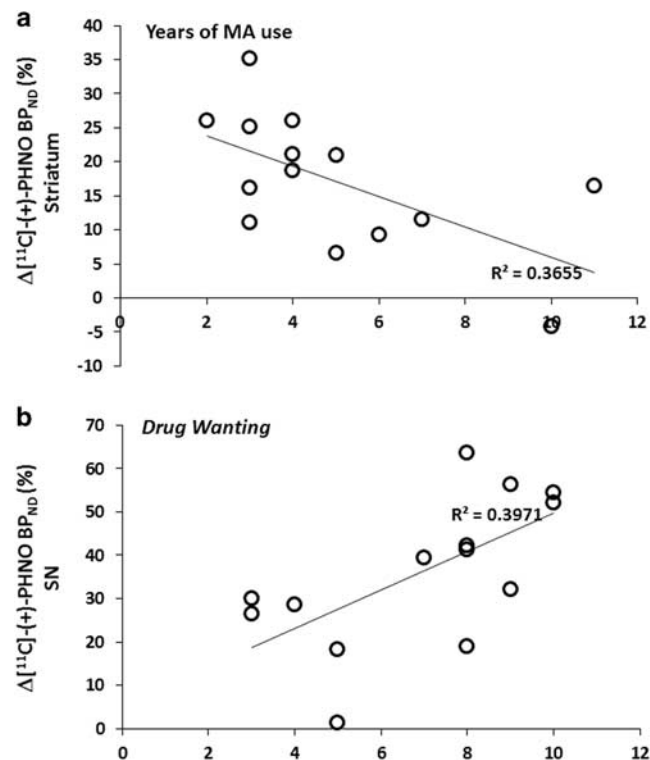 a
Years of MA use
Δ[¹¹C]-(+)-PHNO BP_ND (%)
Striatum
40
35
30
25
20
15
10
5
0
-5
-10
0 2 4 6 8 10 12
R² = 0.3655
b
Drug Wanting
Δ[¹¹C]-(+)-PHNO BP_ND (%)
SN
70
60
50
40
30
20
10
0
0 2 4 6 8 10 12
R² = 0.3971